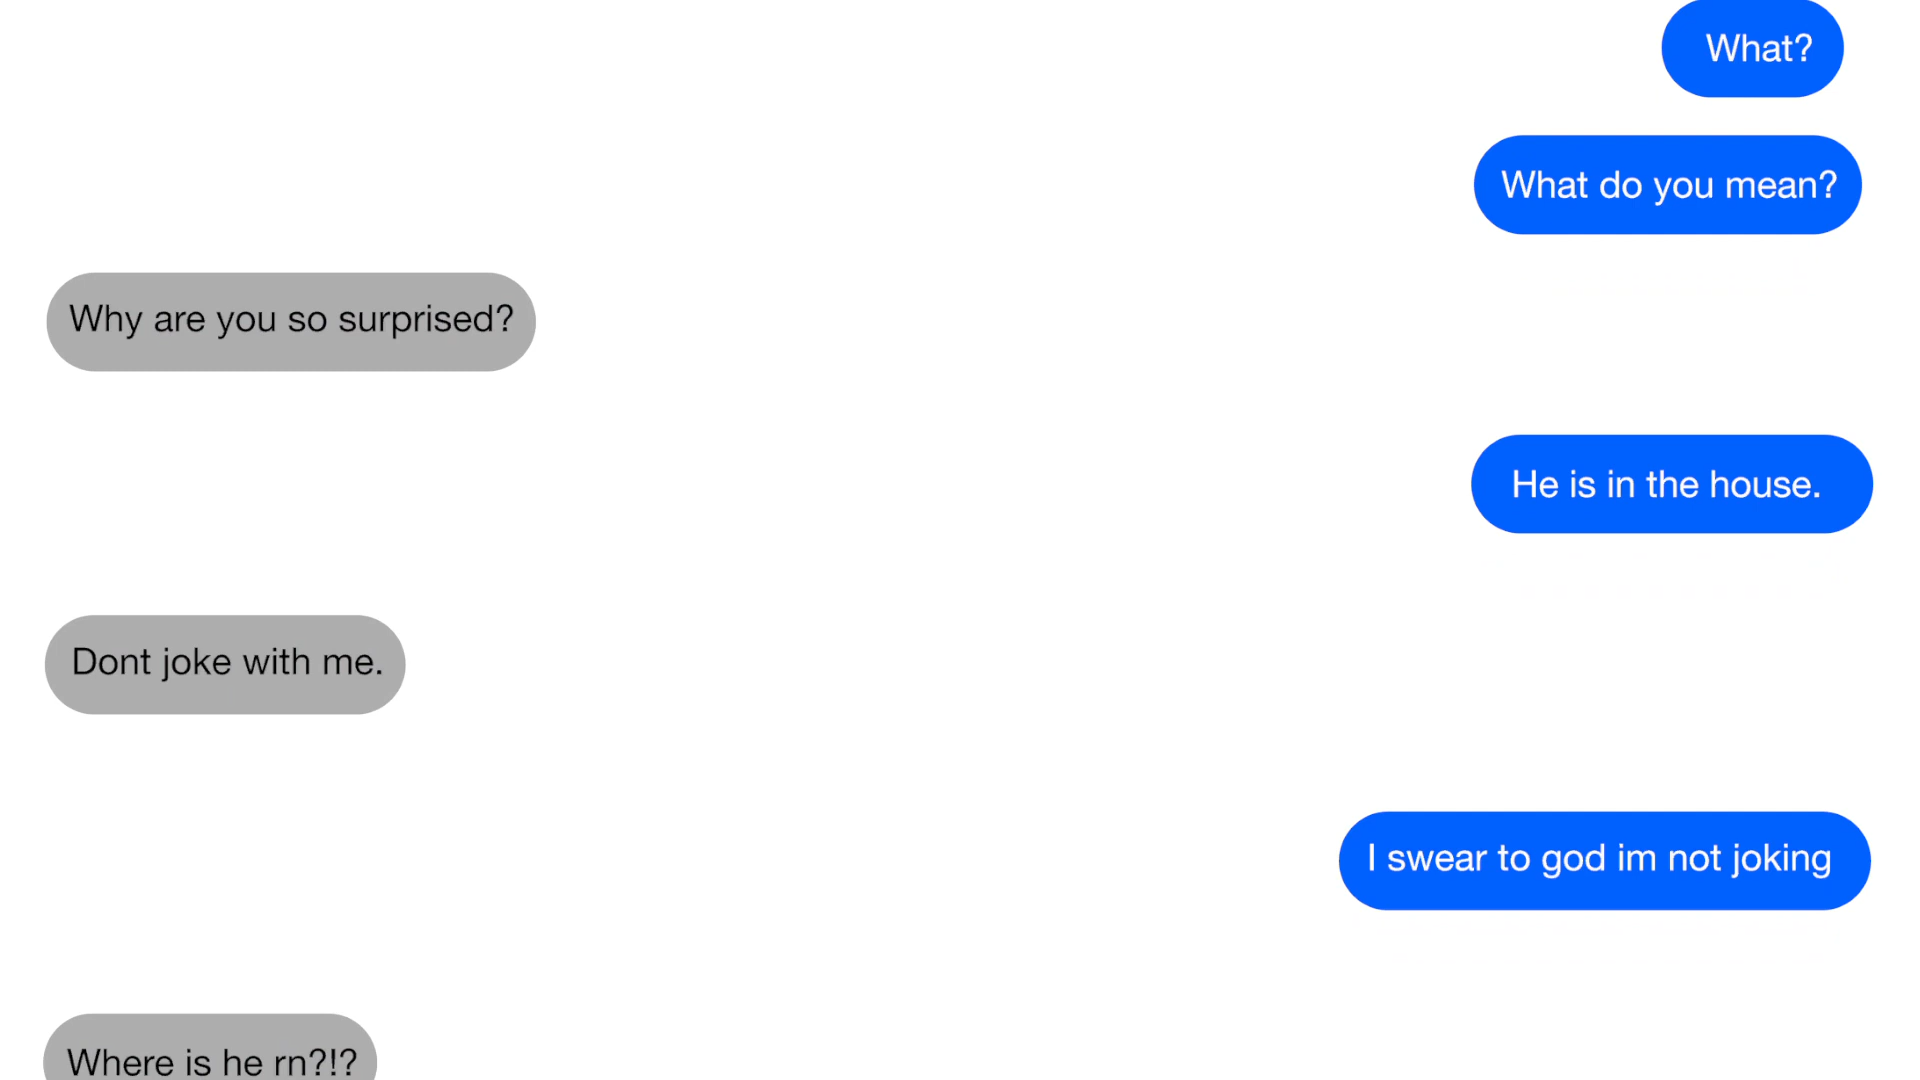 What?
What do you mean?
Why are you so surprised?
He is in the house.
Dont joke with me.
I swear to god im not joking
Where is he rn?!?